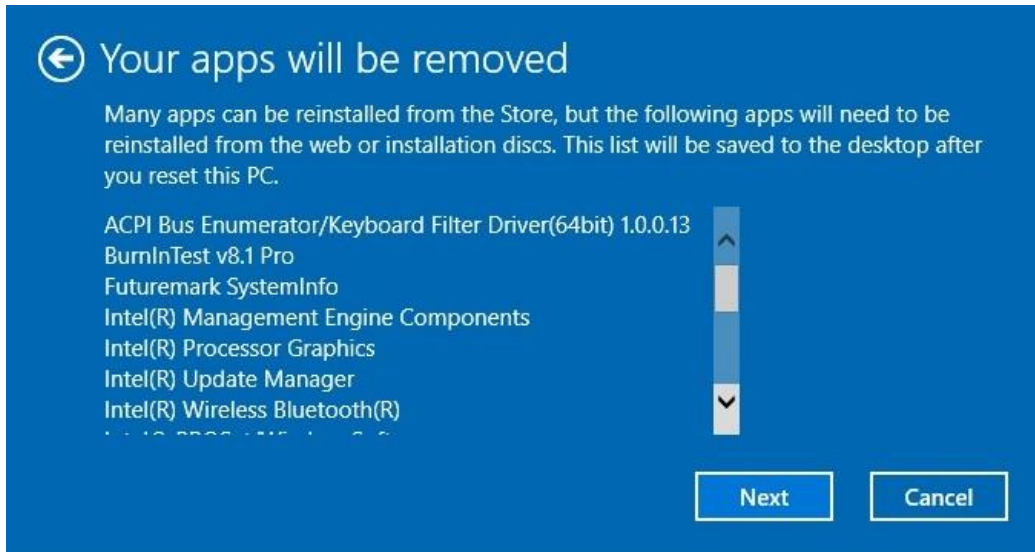 Your apps will be removed
Many apps can be reinstalled from the Store, but the following apps will need to be
reinstalled from the web or installation discs. This list will be saved to the desktop after
you reset this PC.
ACPI Bus Enumerator/Keyboard Filter Driver(64bit) 1.0.0.13
BurnInTest v8.1 Pro
Futuremark SystemInfo
Intel(R) Management Engine Components
Intel(R) Processor Graphics
Intel(R) Update Manager
Intel(R) Wireless Bluetooth(R)
Next Cancel